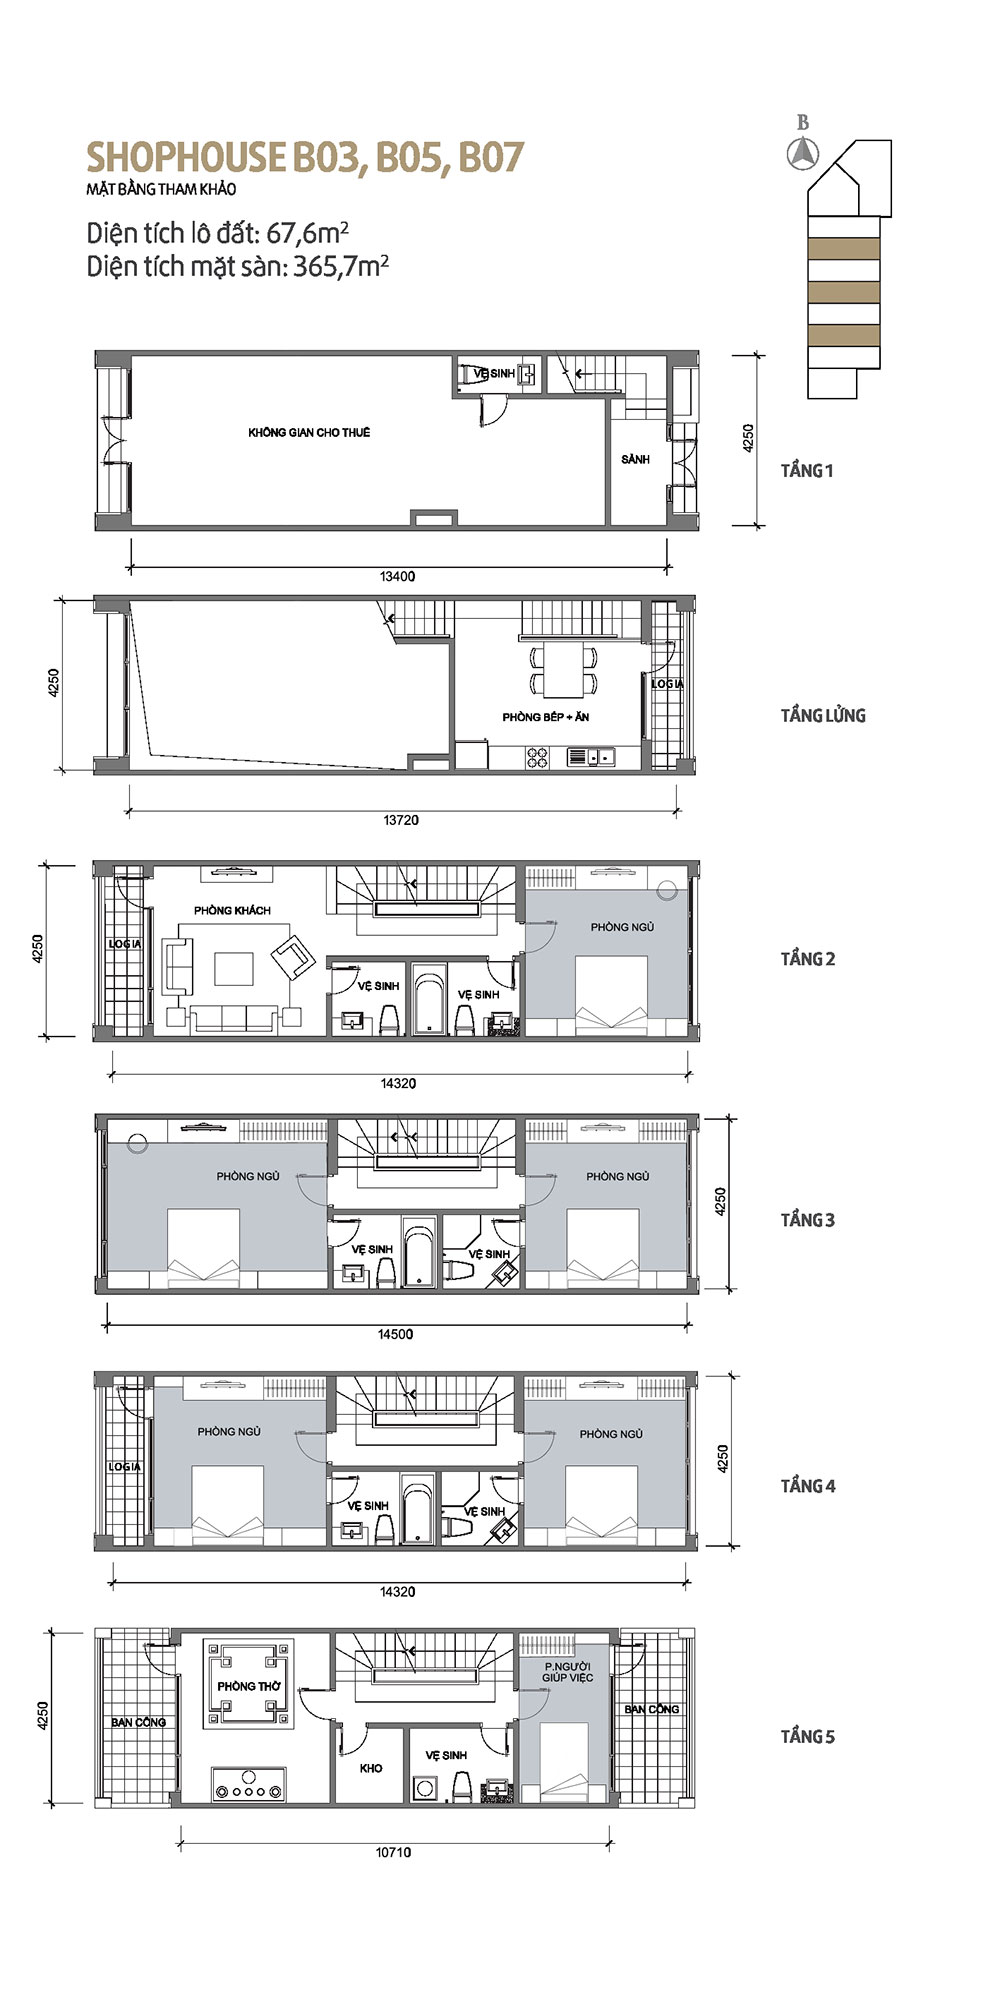 SHOPHOUSE B03, B05, B07
MẶT BẰNG THAM KHẢO
Diện tích lô đất: 67,6m²
Diện tích mặt sàn: 365,7m²
B
VỆ SINH
KHÔNG GIAN CHO THUÊ
SẢNH
4250
TẦNG 1
13400
4250
LOGIA
PHÒNG BẾP + ĂN
TẦNG LỬNG
13720
4250
PHÒNG KHÁCH
PHÒNG NGỦ
LOGIA
VỆ SINH
VỆ SINH
TẦNG 2
14320
PHÒNG NGỦ
PHÒNG NGỦ
4250
VỆ SINH
VỆ SINH
TẦNG 3
14500
PHÒNG NGỦ
PHÒNG NGỦ
4250
LOGIA
VỆ SINH
VỆ SINH
TẦNG 4
14320
4250
P.NGƯỜI
GIÚP VIỆC
PHÒNG THỜ
BAN CÔNG
BAN CÔNG
VỆ SINH
KHO
TẦNG 5
10710